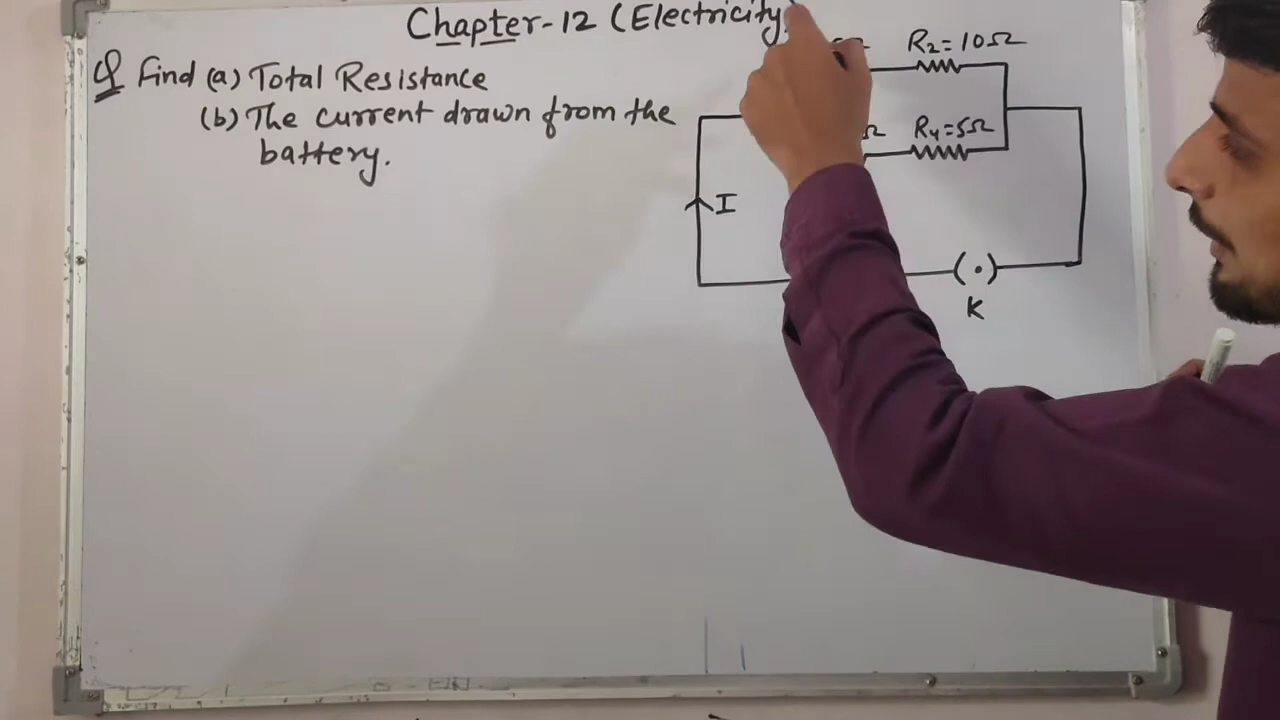 Chapter-12 (Electricity)
Q Find (a) Total Resistance
(b) The current drawn from the
battery.
R2=10Ω
Ω
R4=5Ω
I
K